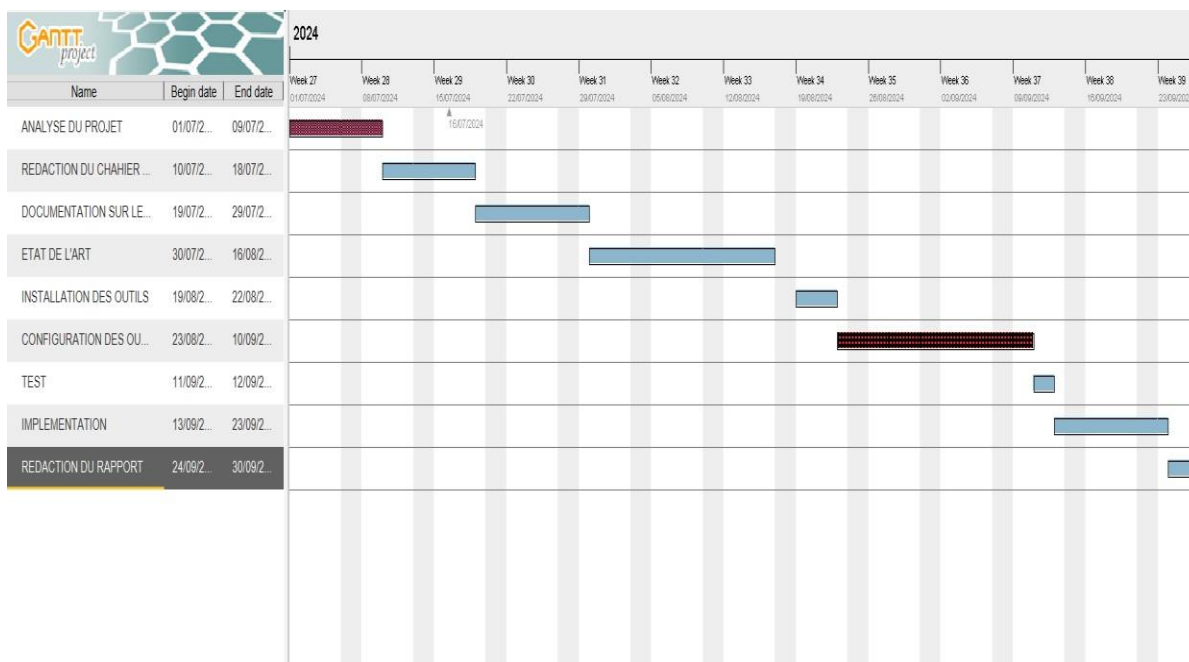 GANTT
project
2024
Name Begin date End date
Week 27 Week 28 Week 29 Week 30 Week 31 Week 32 Week 33 Week 34 Week 35 Week 36 Week 37 Week 38 Week 39
01/07/2024 08/07/2024 15/07/2024 22/07/2024 29/07/2024 05/08/2024 12/08/2024 19/08/2024 26/08/2024 02/09/2024 09/09/2024 16/09/2024 23/09/202
16/07/2024
ANALYSE DU PROJET 01/07/2... 09/07/2...
REDACTION DU CHAHIER ... 10/07/2... 18/07/2...
DOCUMENTATION SUR LE... 19/07/2... 29/07/2...
ETAT DE L'ART 30/07/2... 16/08/2...
INSTALLATION DES OUTILS 19/08/2... 22/08/2...
CONFIGURATION DES OU... 23/08/2... 10/09/2...
TEST 11/09/2... 12/09/2...
IMPLEMENTATION 13/09/2... 23/09/2...
REDACTION DU RAPPORT 24/09/2... 30/09/2...